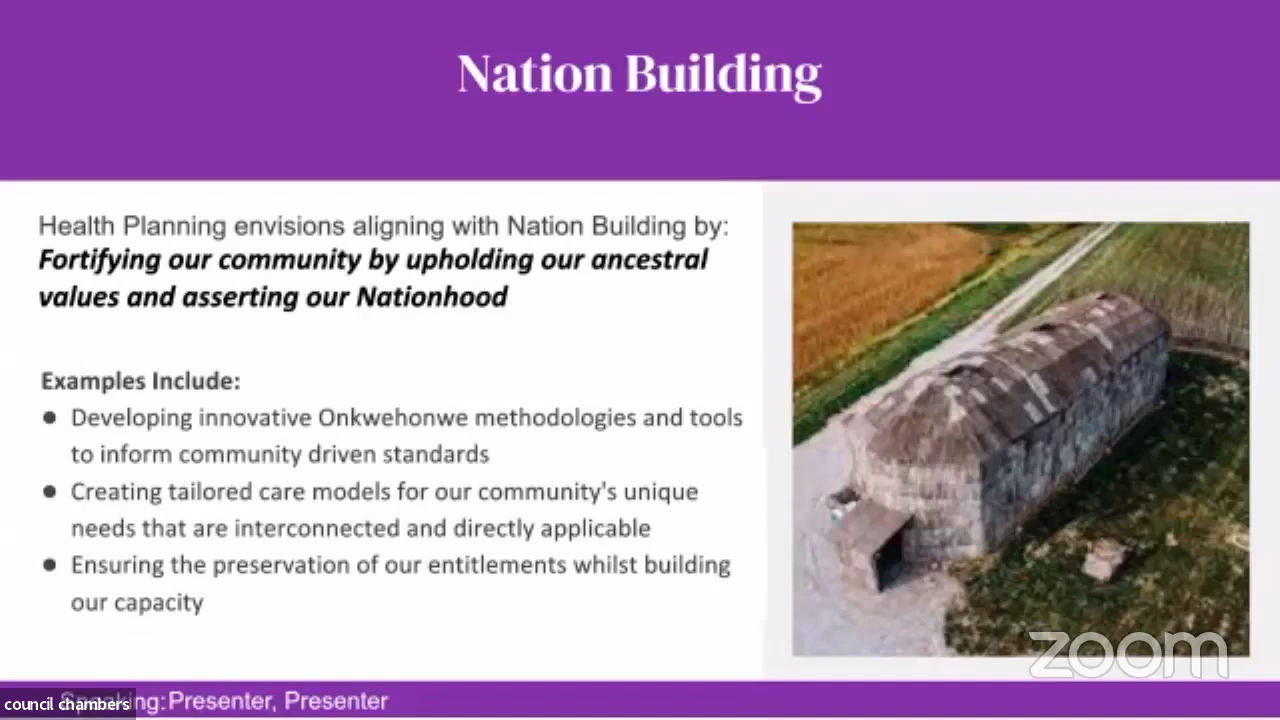 Nation Building
Health Planning envisions aligning with Nation Building by:
Fortifying our community by upholding our ancestral
values and asserting our Nationhood
Examples Include:
● Developing innovative Onkwehonwe methodologies and tools
to inform community driven standards
● Creating tailored care models for our community's unique
needs that are interconnected and directly applicable
● Ensuring the preservation of our entitlements whilst building
our capacity
zoom
Speaking: Presenter, Presenter
council chambers